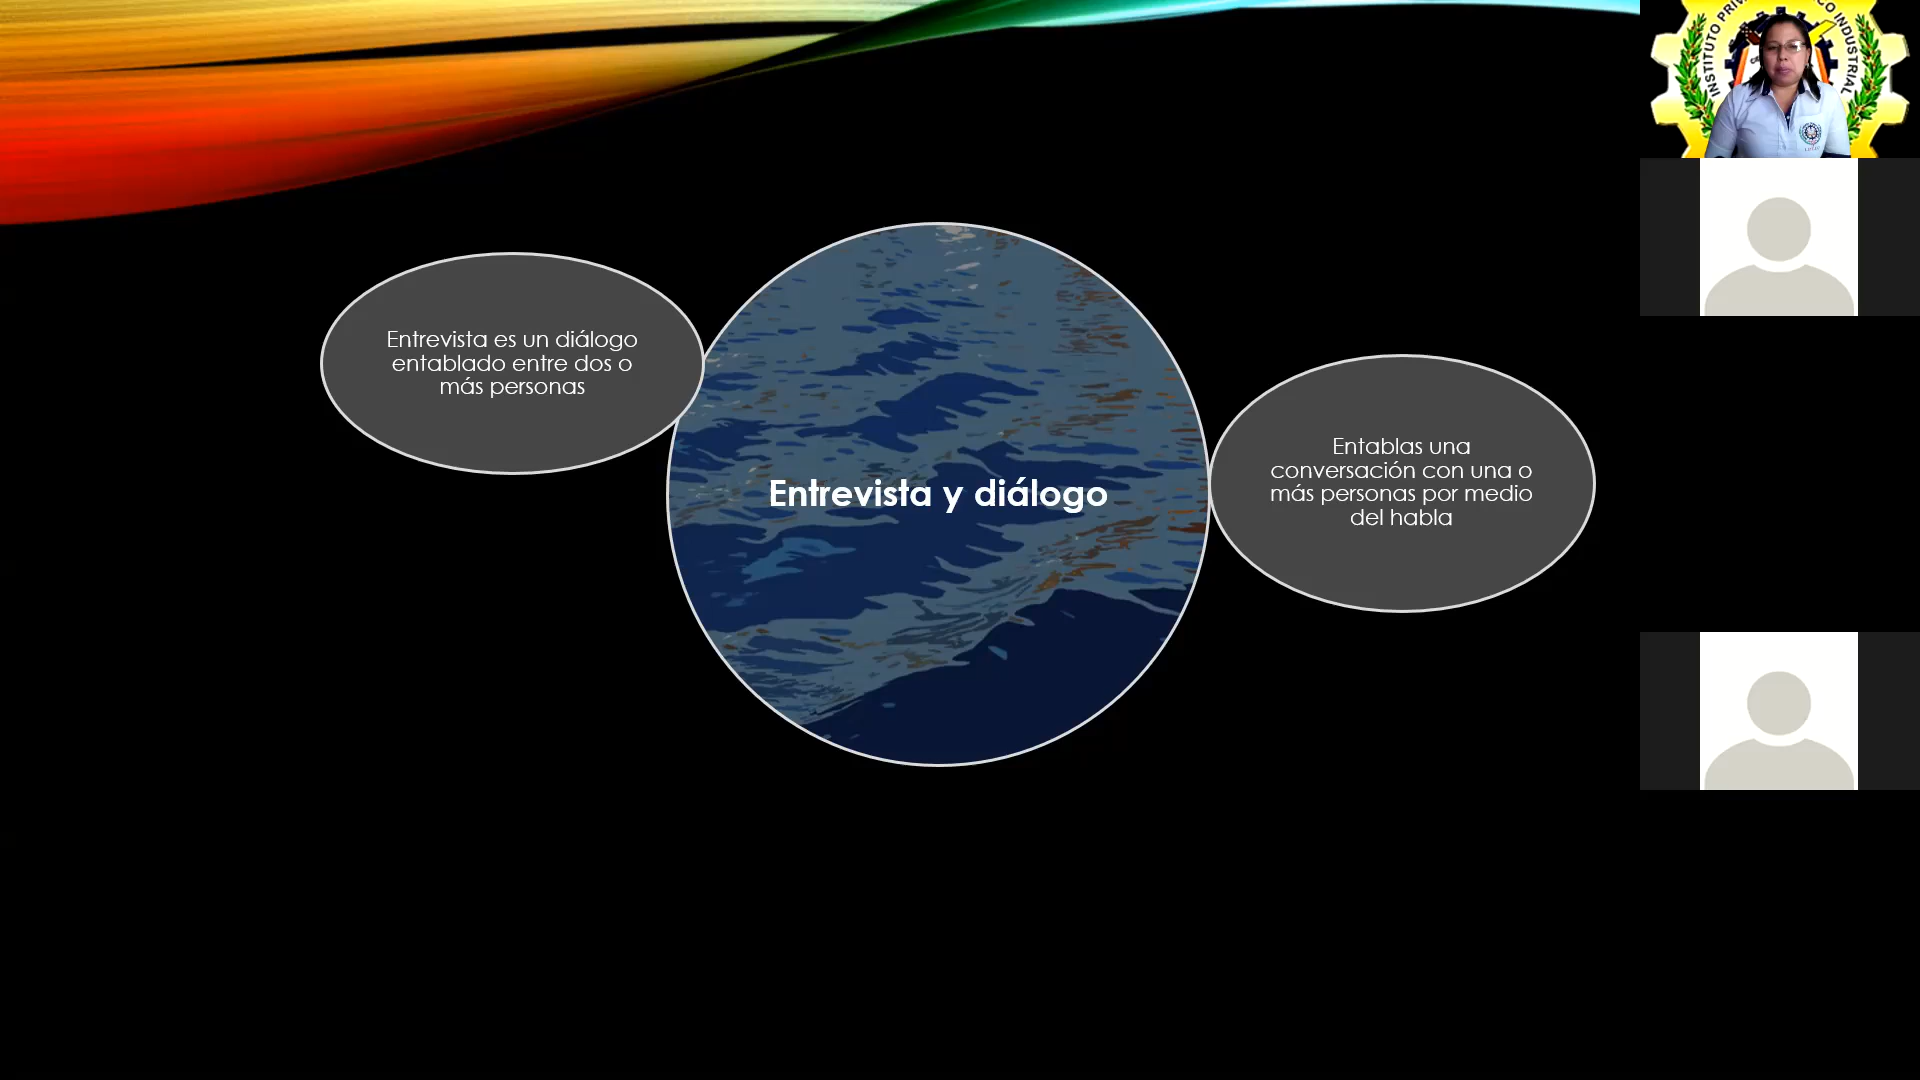 Entrevista es un diálogo
entablado entre dos o
más personas
Entrevista y diálogo
Entablas una
conversación con una o
más personas por medio
del habla
INSTITUTO PRIV
CO INDUSTRIAL